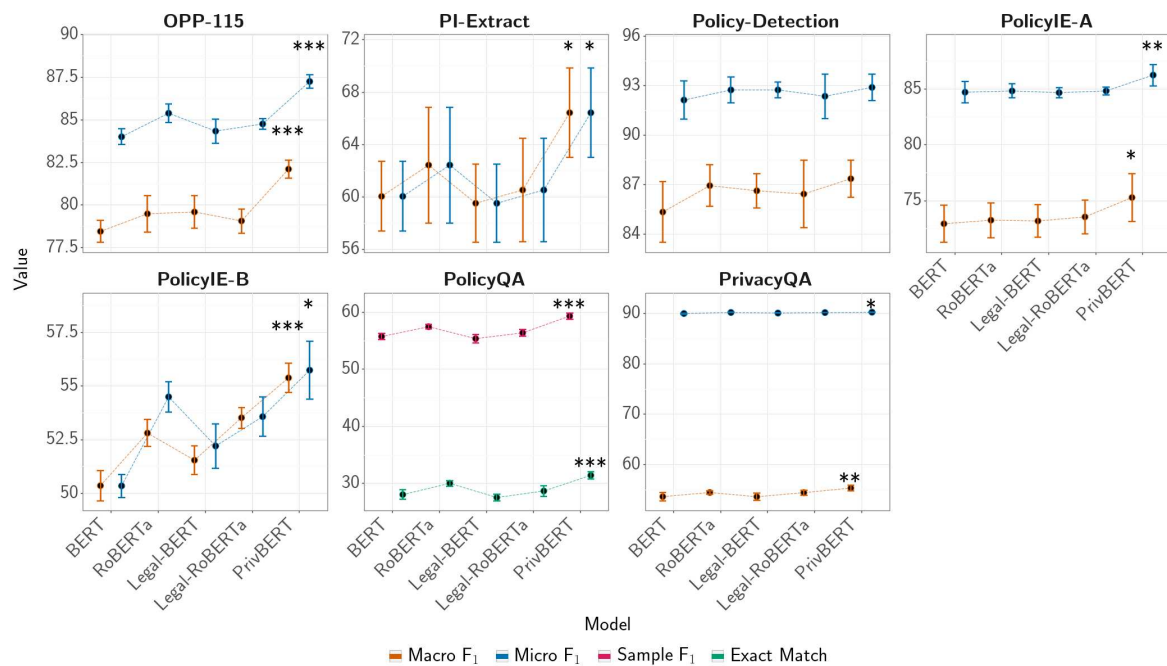 OPP-115
PI-Extract
Policy-Detection
PolicyIE-A
90
87.5
85
82.5
80
77.5
***
***
72
68
64
60
56
* *
96
93
90
87
84
85
80
75
**
*
BERT
RoBERTa
Legal-BERT
Legal-RoBERTa
PrivBERT
Value
PolicyIE-B
PolicyQA
PrivacyQA
57.5
55
52.5
50
*
***
60
50
40
30
***
***
90
80
70
60
*
**
BERT
RoBERTa
Legal-BERT
Legal-RoBERTa
PrivBERT
BERT
RoBERTa
Legal-BERT
Legal-RoBERTa
PrivBERT
BERT
RoBERTa
Legal-BERT
Legal-RoBERTa
PrivBERT
Model
Macro F₁ Micro F₁ Sample F₁ Exact Match